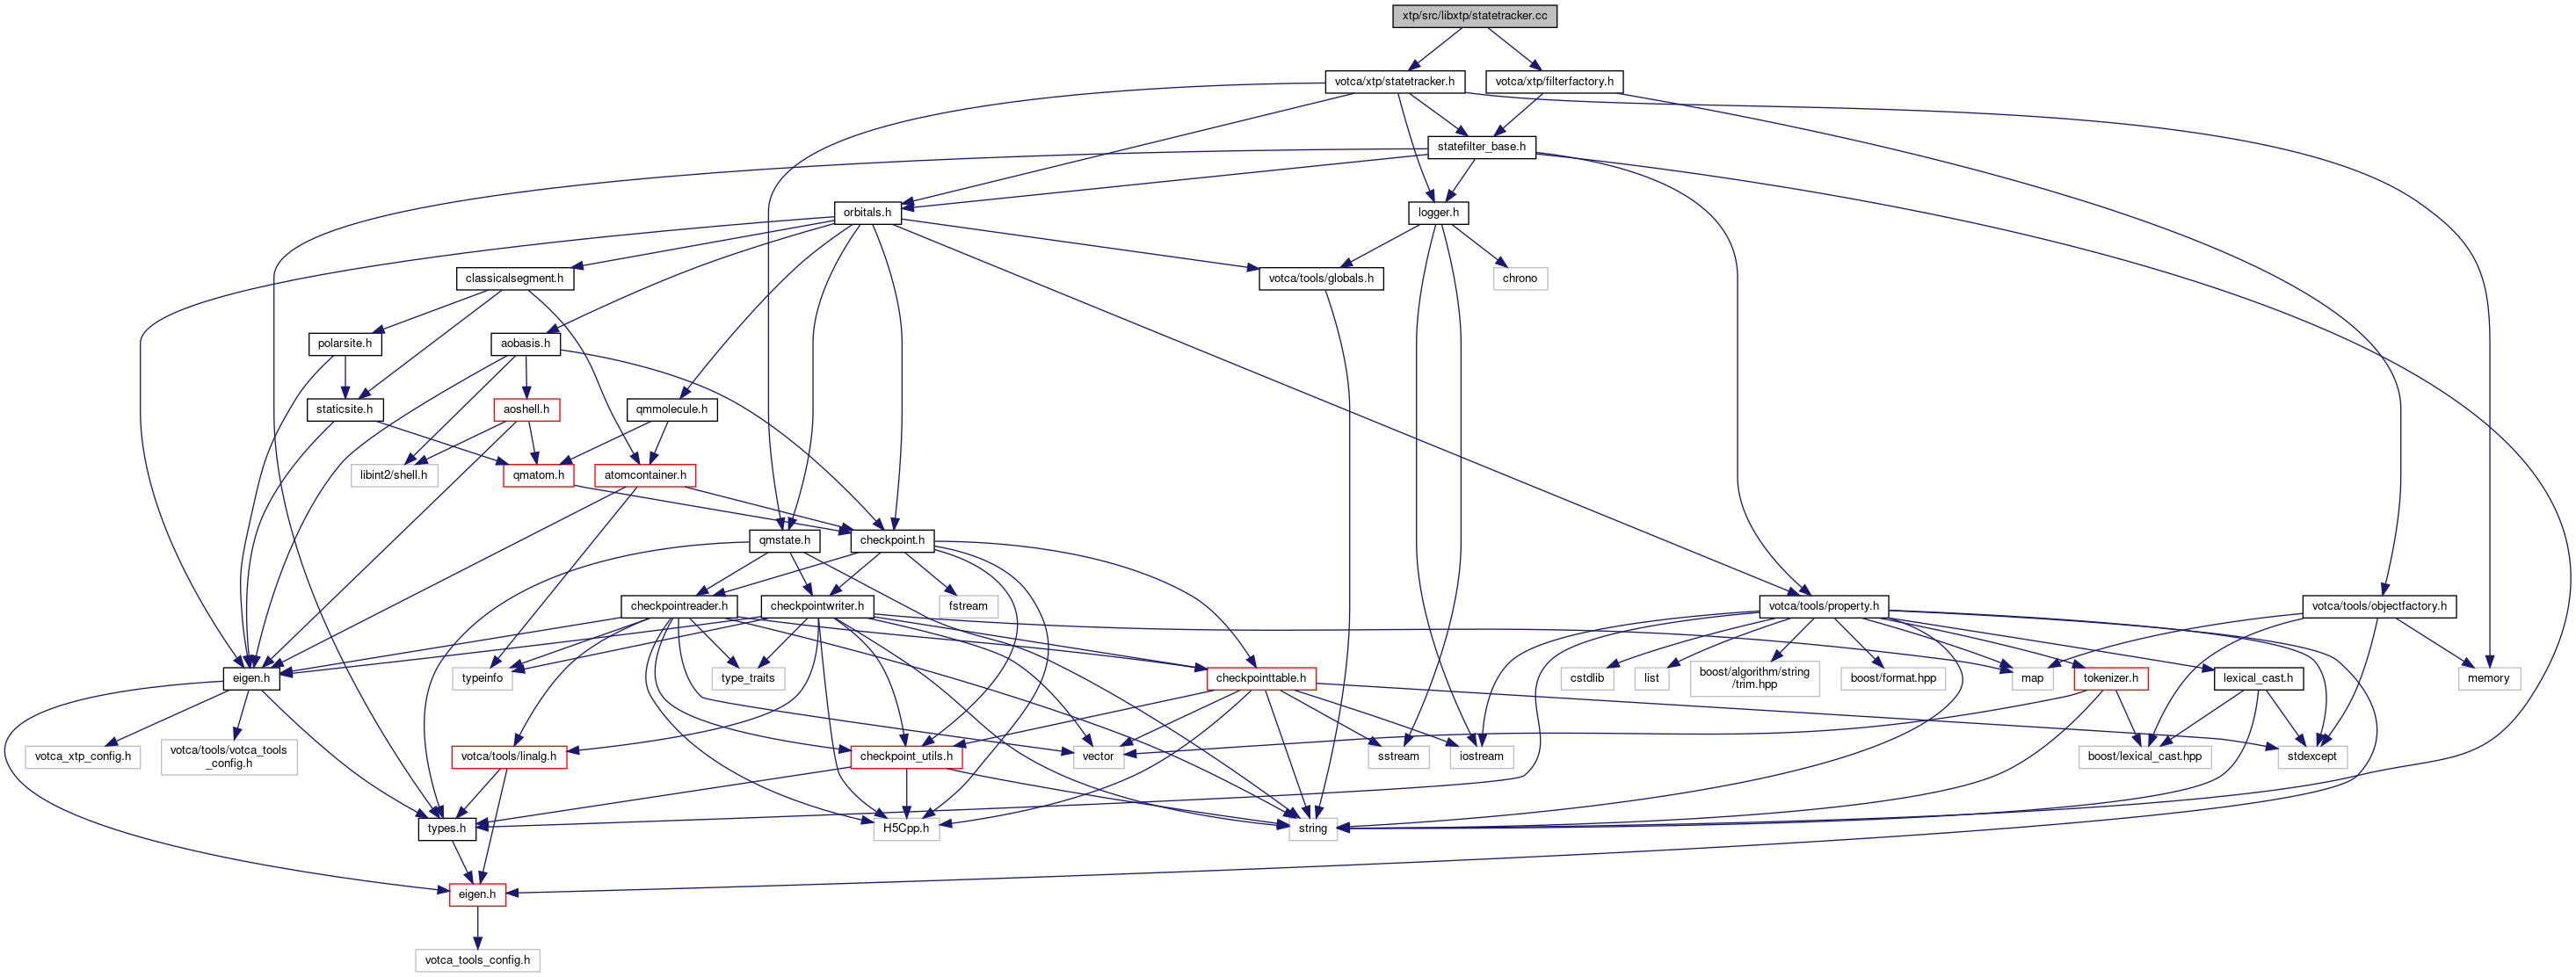 xtp/src/libxtp/statetracker.cc
votca/xtp/statetracker.h
votca/xtp/filterfactory.h
statefilter_base.h
orbitals.h
logger.h
classicalsegment.h
votca/tools/globals.h
chrono
polarsite.h
aobasis.h
staticsite.h
aoshell.h
qmmolecule.h
libint2/shell.h
qmatom.h
atomcontainer.h
qmstate.h
checkpoint.h
checkpointreader.h
checkpointwriter.h
fstream
votca/tools/property.h
votca/tools/objectfactory.h
eigen.h
typeinfo
type_traits
checkpointtable.h
cstdlib
list
boost/algorithm/string
/trim.hpp
boost/format.hpp
map
tokenizer.h
lexical_cast.h
memory
votca_xtp_config.h
votca/tools/votca_tools
_config.h
votca/tools/linalg.h
checkpoint_utils.h
vector
sstream
iostream
boost/lexical_cast.hpp
stdexcept
types.h
H5Cpp.h
string
eigen.h
votca_tools_config.h